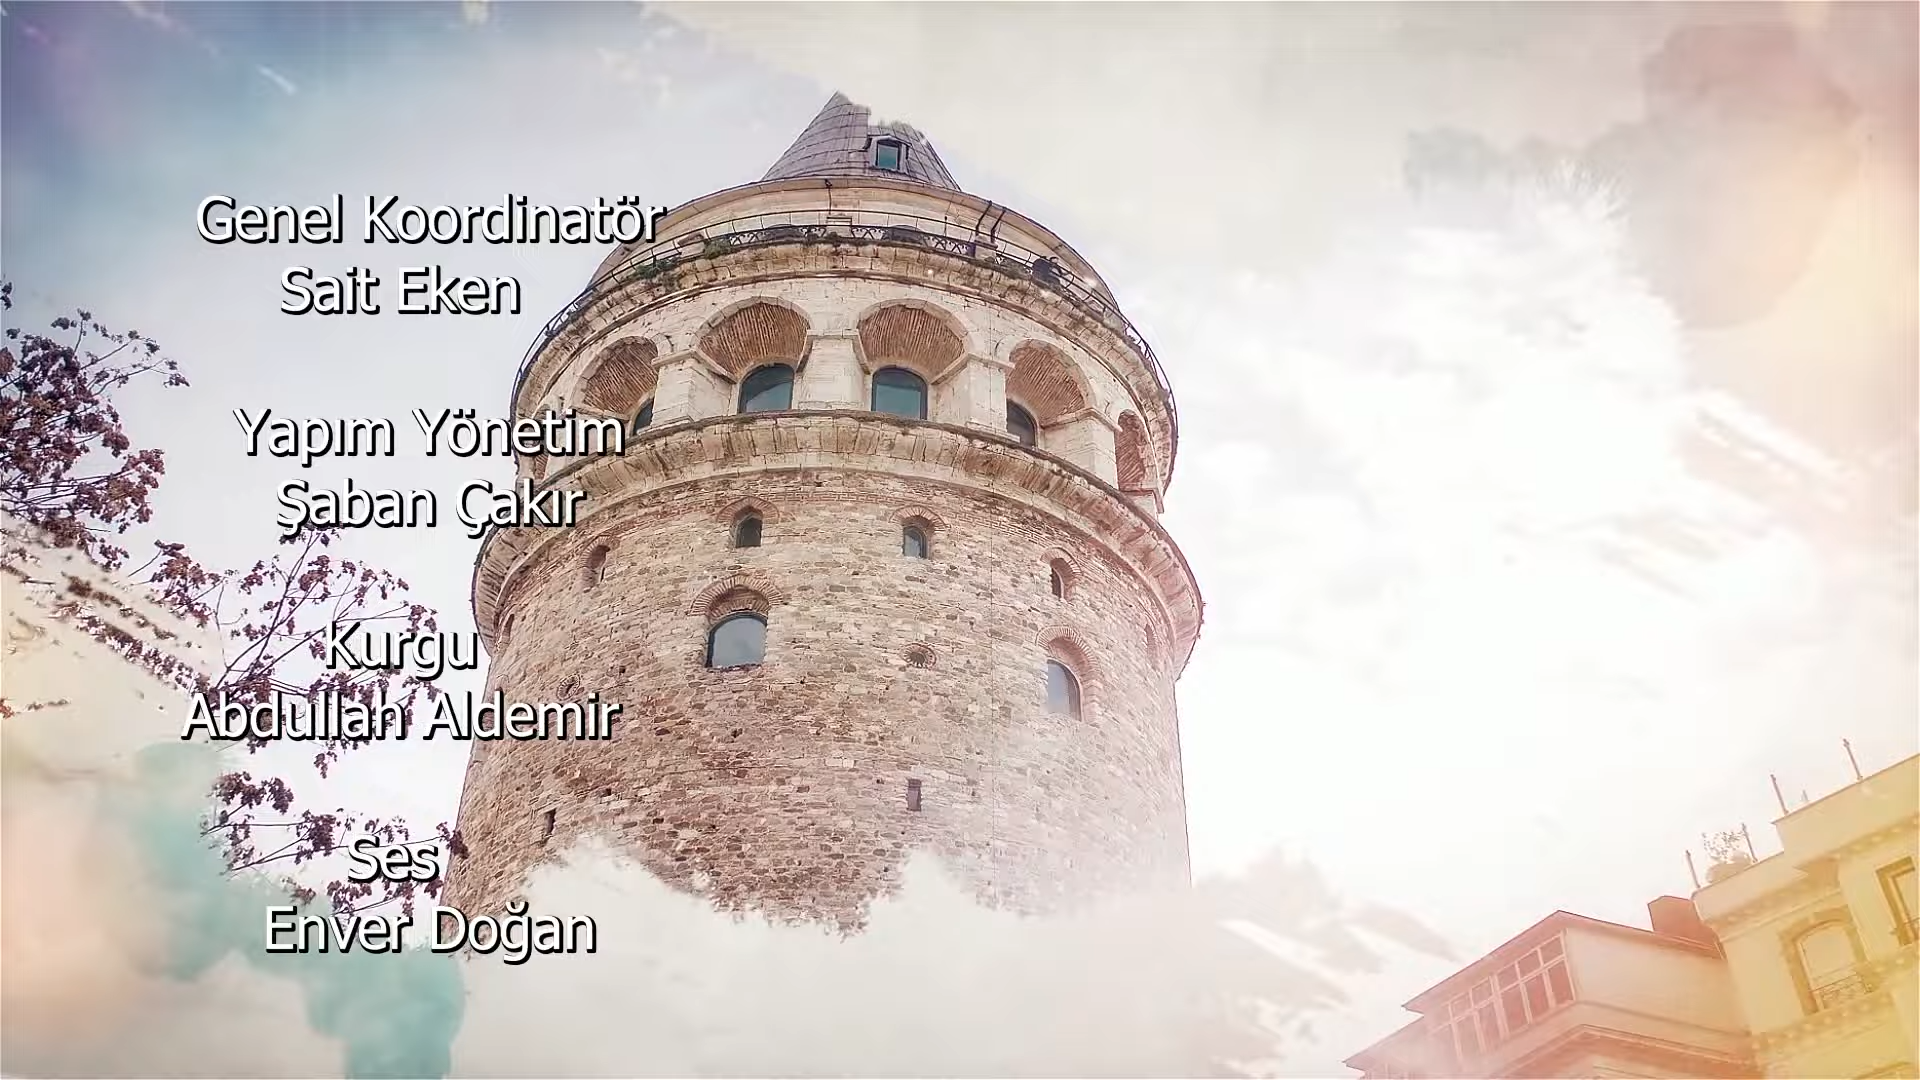 Genel Koordinatör
Sait Eken
Yapım Yönetim
Şaban Çakır
Kurgu
Abdullah Aldemir
Ses
Enver Doğan